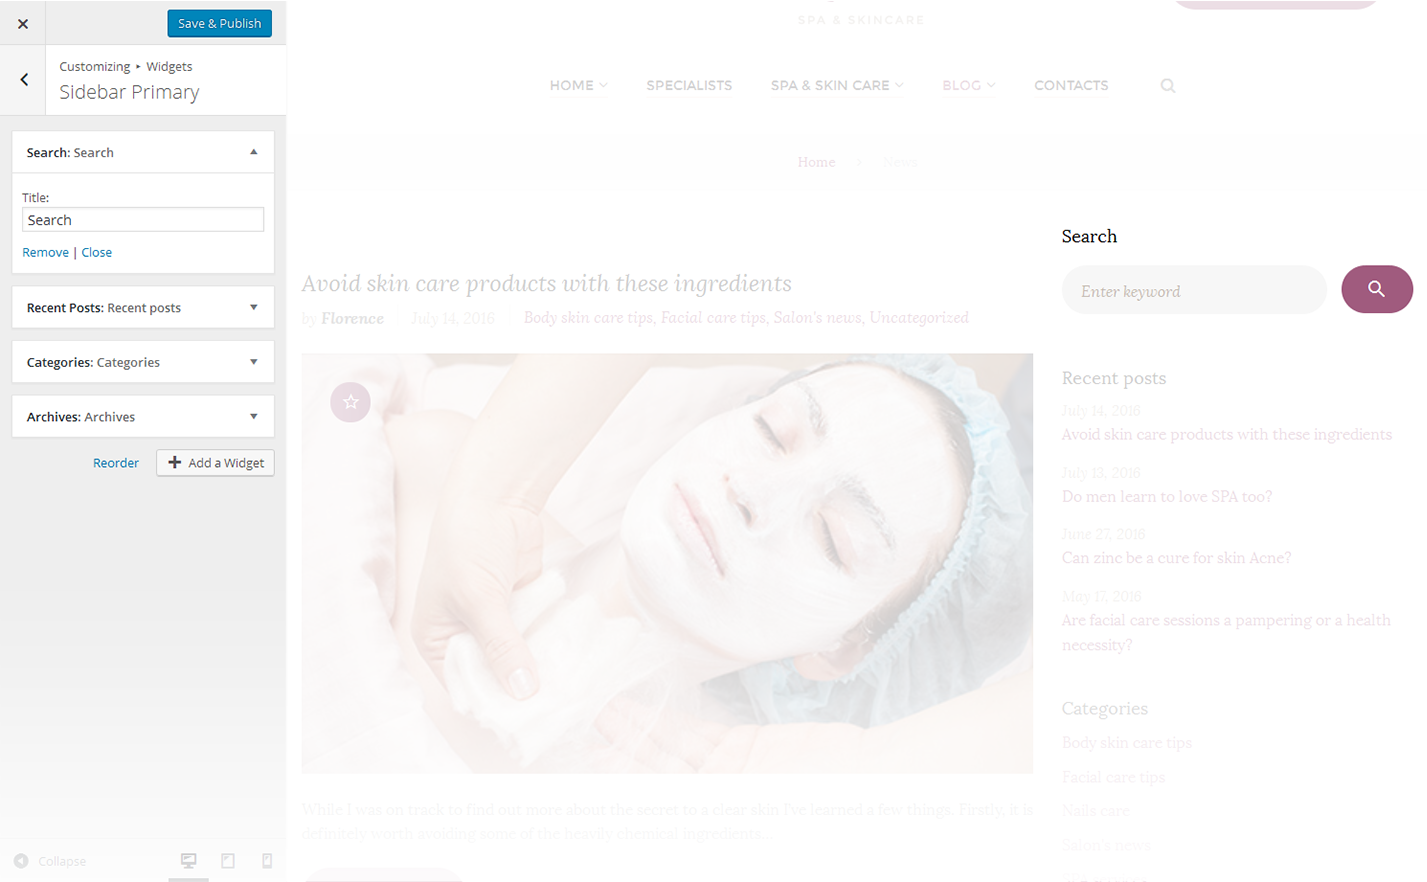 Save & Publish
Customizing ▸ Widgets
Sidebar Primary
Search: Search
Title:
Search
Remove | Close
Recent Posts: Recent posts
Categories: Categories
Archives: Archives
Reorder
Add a Widget
Collapse
SPA & SKINCARE
HOME
SPECIALISTS
SPA & SKIN CARE
BLOG
CONTACTS
Home > News
Avoid skin care products with these ingredients
by Florence July 14, 2016 Body skin care tips, Facial care tips, Salon's news, Uncategorized
While I was on track to find out more about the secret to a clear skin I've learned a few things. Firstly, it is
definitely worth avoiding some of the heavily chemical ingredients...
Search
Enter keyword
Recent posts
July 14, 2016
Avoid skin care products with these ingredients
July 13, 2016
Do men learn to love SPA too?
June 27, 2016
Can zinc be a cure for skin Acne?
May 17, 2016
Are facial care sessions a pampering or a health
necessity?
Categories
Body skin care tips
Facial care tips
Nails care
Salon's news